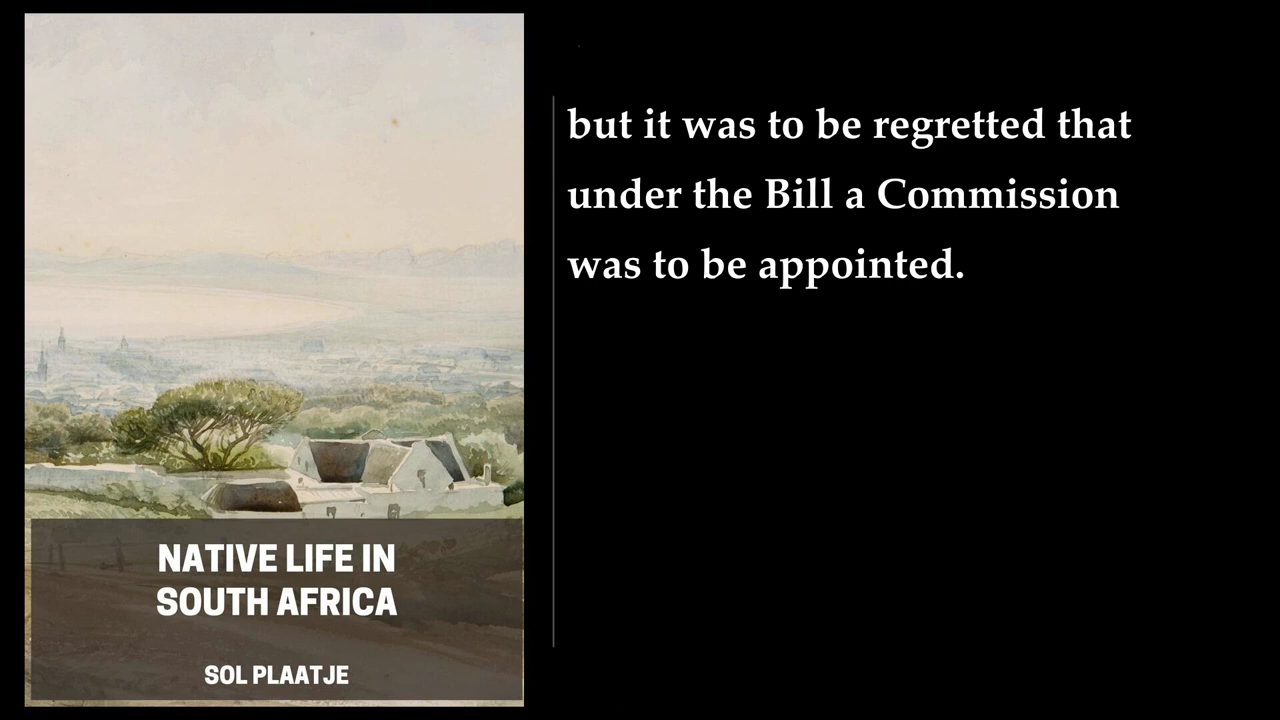 but it was to be regretted that
under the Bill a Commission
was to be appointed.
NATIVE LIFE IN
SOUTH AFRICA
SOL PLAATJE